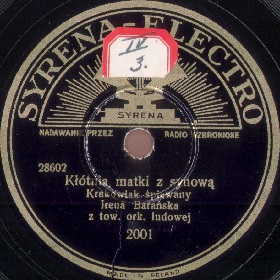 SYRENA-ELECTRO
IV
3.
SYRENA
NADAWANIE PRZEZ RADIO WZBRONIONE
28602
Kłótnia matki z synową
Krakowiak śpiewany
Irena Barańska
z tow. ork. ludowej
2001
MADE IN POLAND